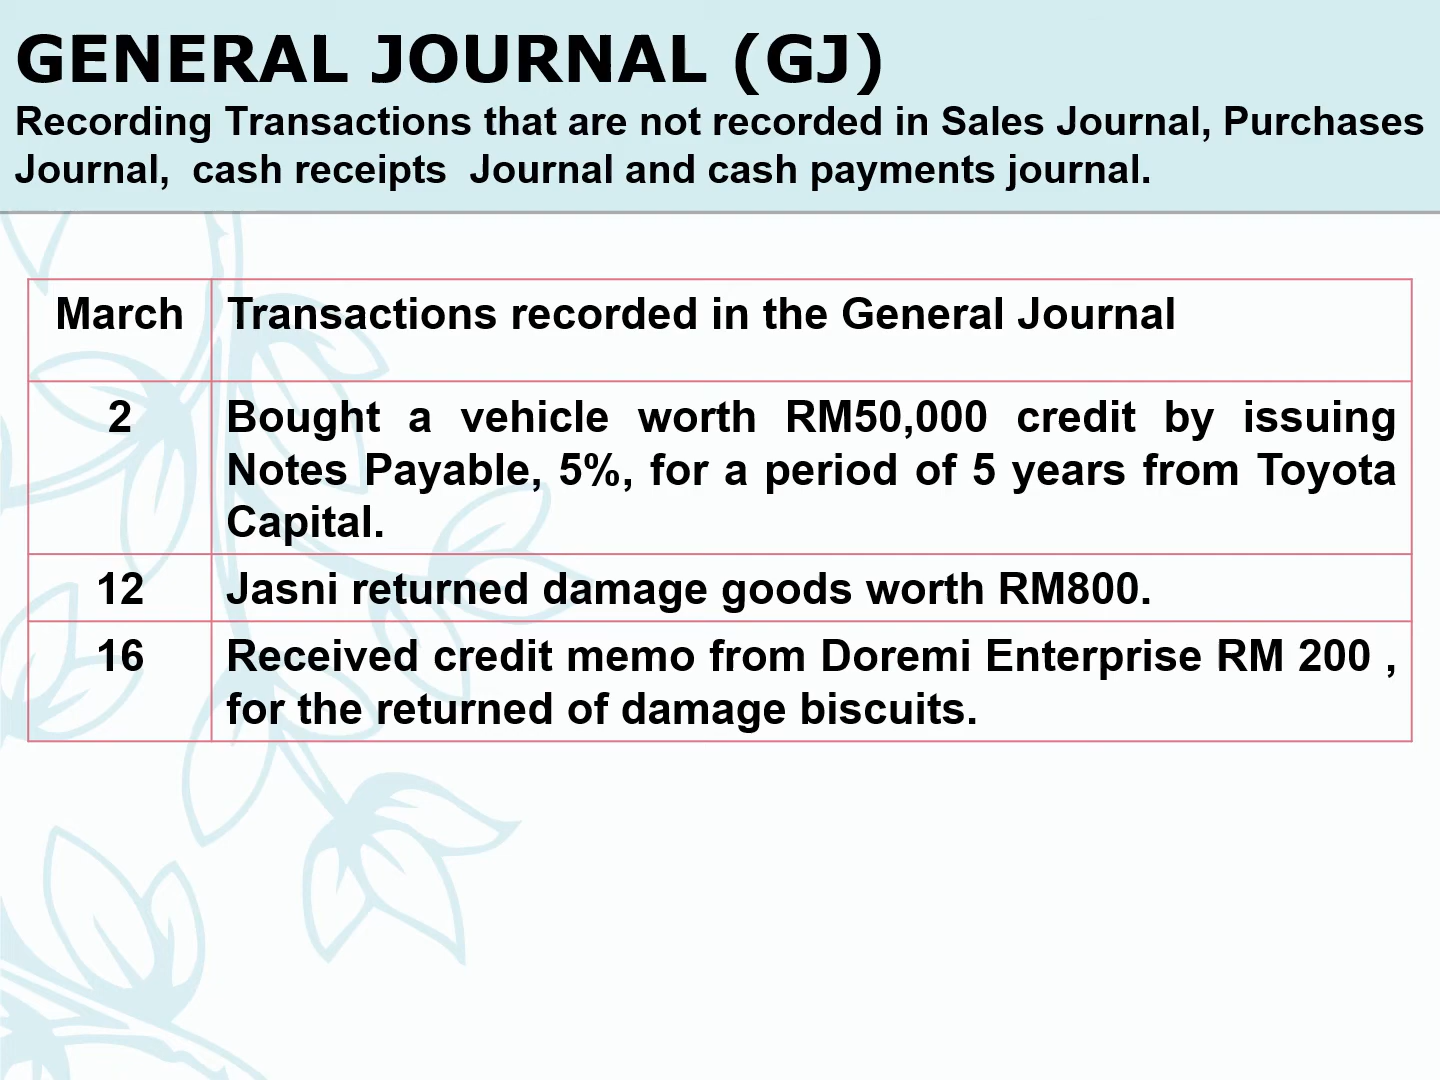 GENERAL JOURNAL (GJ)
Recording Transactions that are not recorded in Sales Journal, Purchases
Journal, cash receipts Journal and cash payments journal.
March Transactions recorded in the General Journal
2 Bought a vehicle worth RM50,000 credit by issuing
Notes Payable, 5%, for a period of 5 years from Toyota
Capital.
12 Jasni returned damage goods worth RM800.
16 Received credit memo from Doremi Enterprise RM 200 ,
for the returned of damage biscuits.